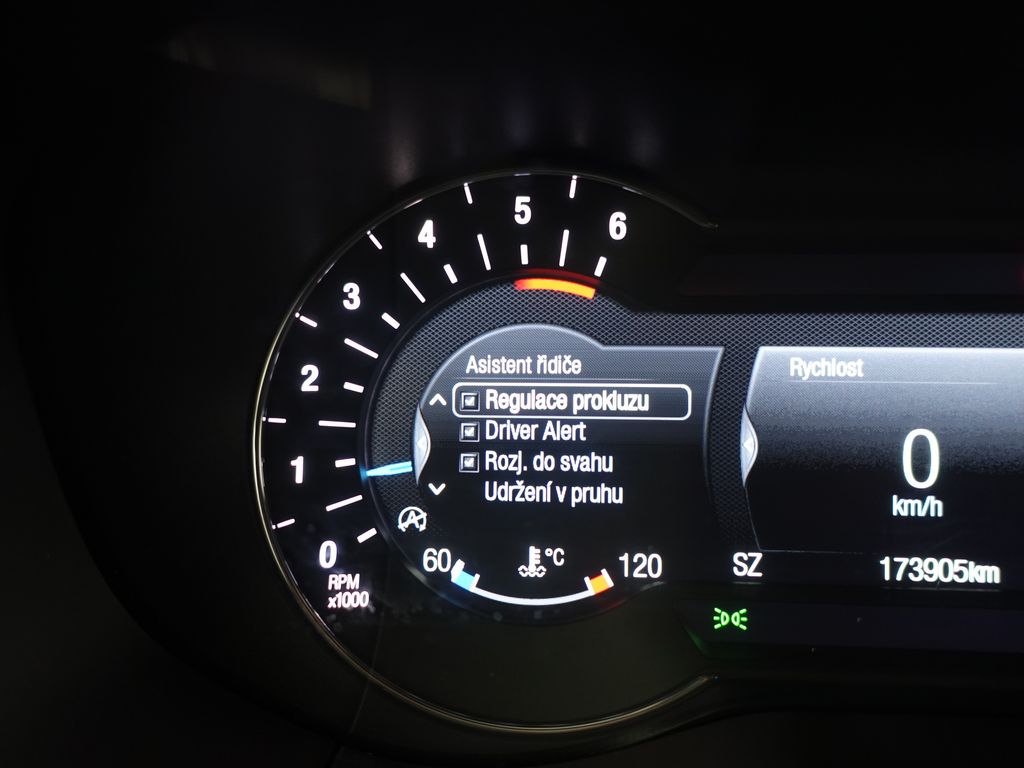 6
5
4
3
2
1
0
RPM
x1000
Asistent řidiče
Regulace prokluzu
Driver Alert
Rozj. do svahu
Udržení v pruhu
60
°C
120
Rychlost
0
km/h
SZ
173905km